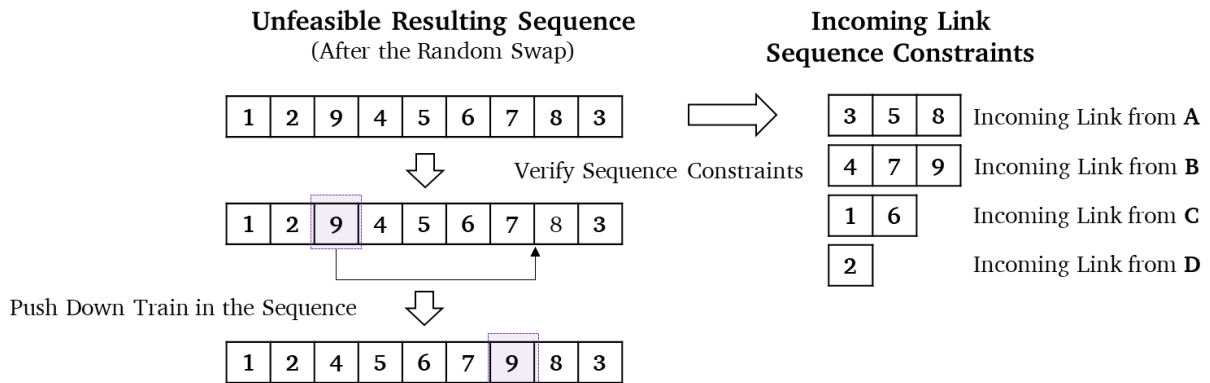 Unfeasible Resulting Sequence
(After the Random Swap)
Incoming Link
Sequence Constraints
1 2 9 4 5 6 7 8 3
3 5 8 Incoming Link from A
4 7 9 Incoming Link from B
Verify Sequence Constraints
1 2 9 4 5 6 7 8 3
1 6 Incoming Link from C
2 Incoming Link from D
Push Down Train in the Sequence
1 2 4 5 6 7 9 8 3